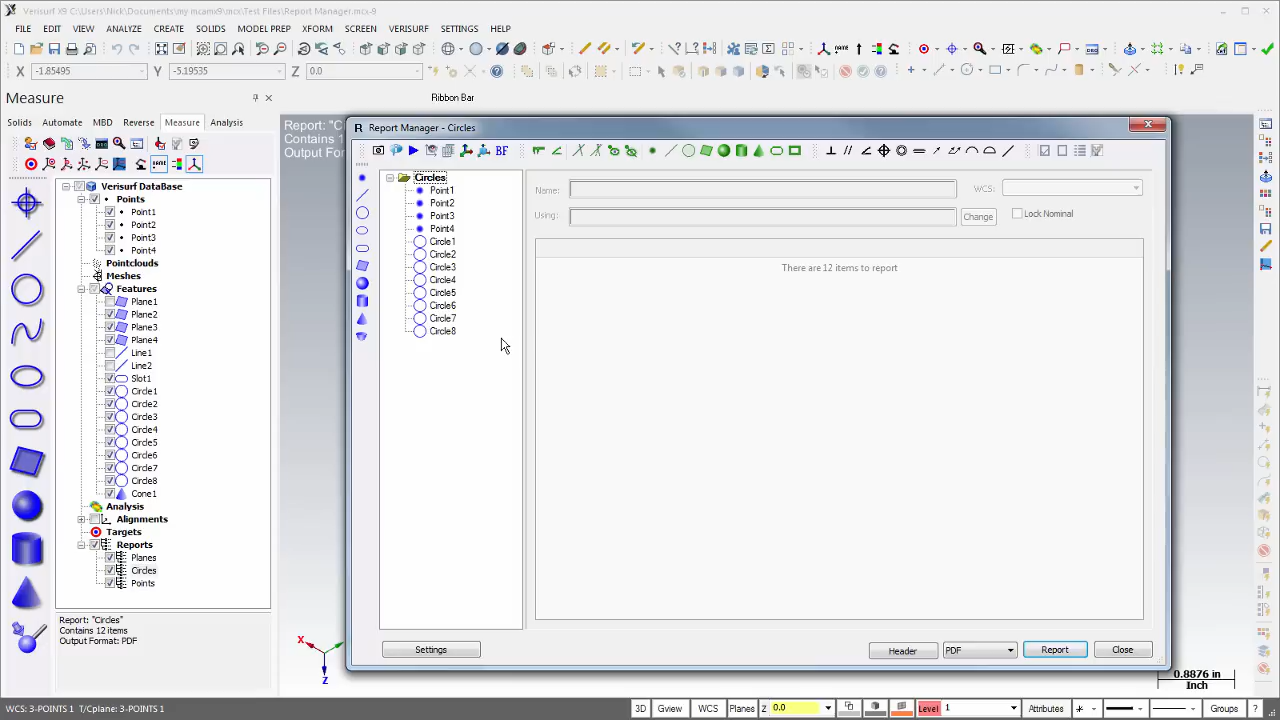 Verisurf X9 C:\Users\Nick\Documents\my mcamx9\mcx\Test Files\Report Manager.mcx-9
FILE EDIT VIEW ANALYZE CREATE SOLIDS MODEL PREP XFORM SCREEN VERISURF SETTINGS HELP
X -1.85495 Y -5.19535 Z 0.0
Ribbon Bar
Measure
Solids Automate MBD Reverse Measure Analysis
Verisurf DataBase
Points
Point1
Point2
Point3
Point4
Pointclouds
Meshes
Features
Plane1
Plane2
Plane3
Plane4
Line1
Line2
Slot1
Circle1
Circle2
Circle3
Circle4
Circle5
Circle6
Circle7
Circle8
Cone1
Analysis
Alignments
Targets
Reports
Planes
Circles
Points
Report: "Circles"
Contains 12 items
Output Format: PDF
Report: "C
Contains 1
Output For
Report Manager - Circles
BF
Circles
Point1
Point2
Point3
Point4
Circle1
Circle2
Circle3
Circle4
Circle5
Circle6
Circle7
Circle8
Name: WCS:
Using: Change Lock Nominal
There are 12 items to report
Settings Header PDF Report Close
X
Z
0.8876 in
Inch
WCS: 3-POINTS 1 T/Cplane: 3-POINTS 1 3D Gview WCS Planes Z 0.0 Level 1 Attributes Groups ?